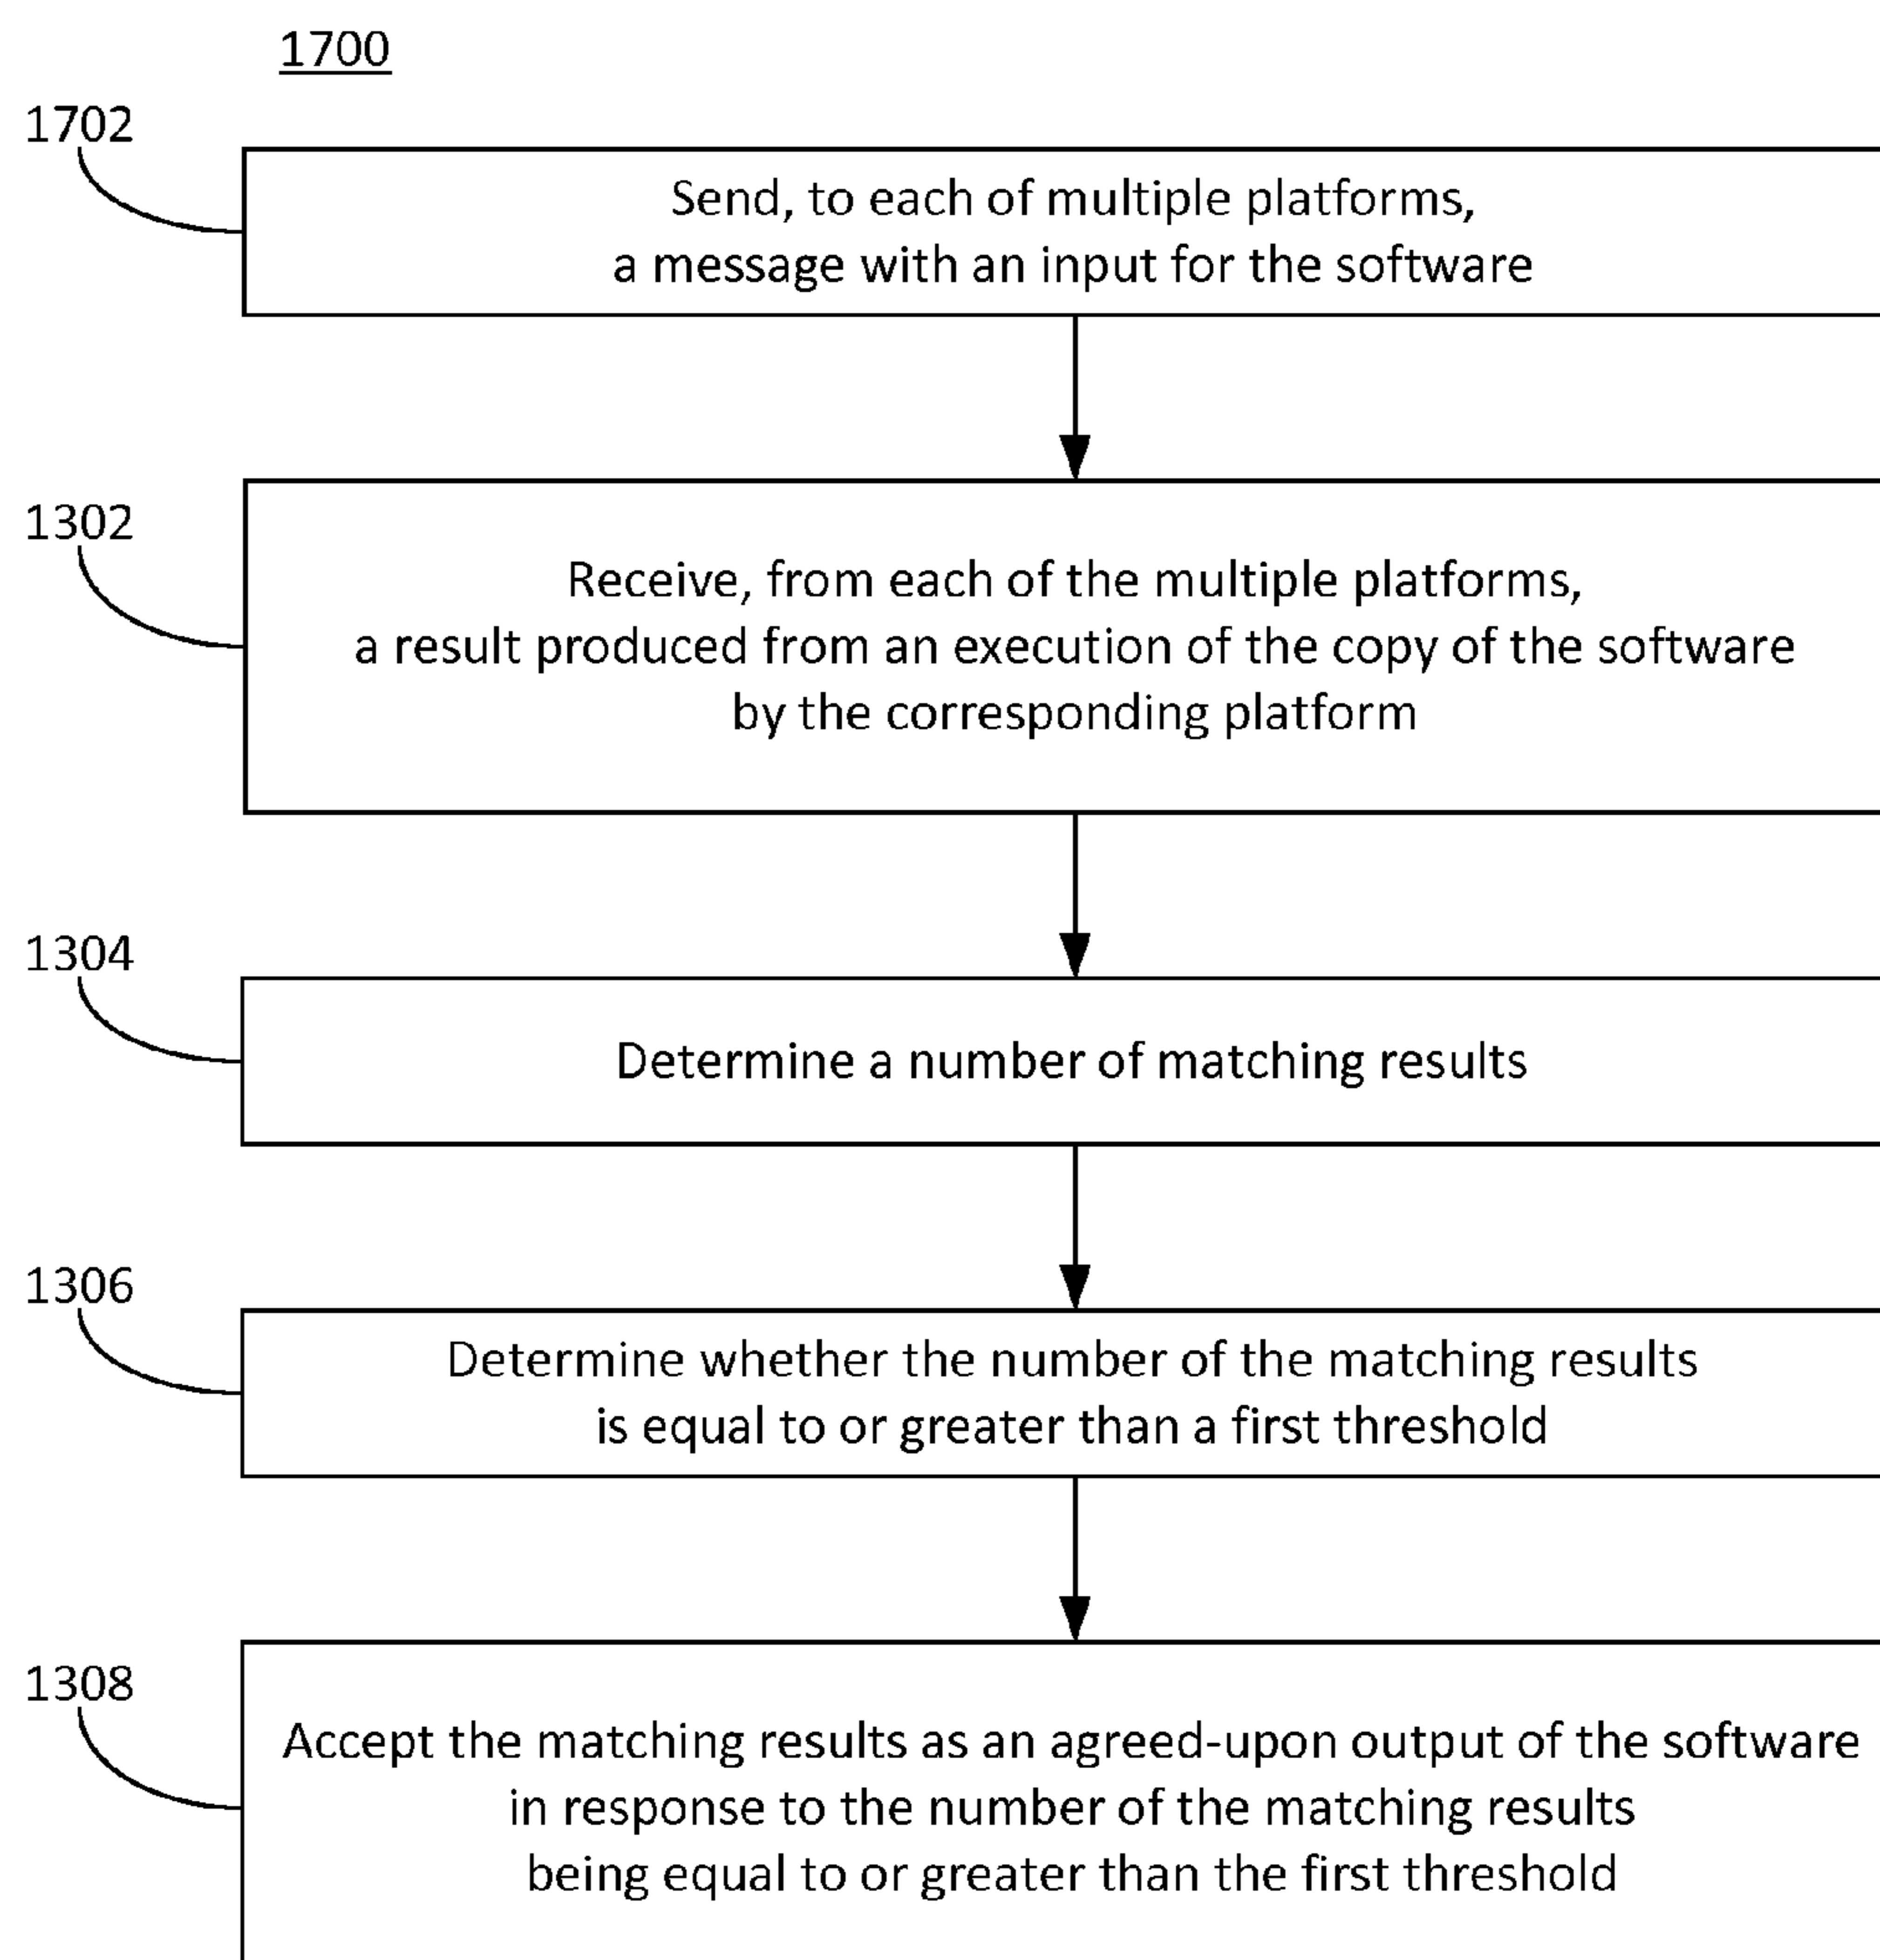 1700
1702
Send, to each of multiple platforms,
a message with an input for the software
1302
Receive, from each of the multiple platforms,
a result produced from an execution of the copy of the software
by the corresponding platform
1304
Determine a number of matching results
1306
Determine whether the number of the matching results
is equal to or greater than a first threshold
1308
Accept the matching results as an agreed-upon output of the software
in response to the number of the matching results
being equal to or greater than the first threshold